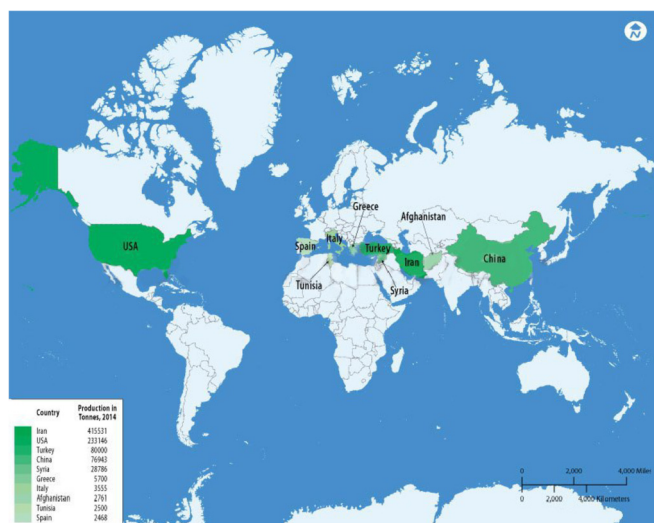 N
Greece
Afghanistan
USA
Spain
Italy
Turkey
Iran
China
Tunisia
Syria
Country Production in
Tonnes, 2014
Iran 415531
USA 233146
Turkey 80000
China 76943
Syria 28786
Greece 5700
Italy 3555
Afghanistan 2761
Tunisia 2500
Spain 2468
0 2,000 4,000 Miles
0 2,000 4,000 Kilometers